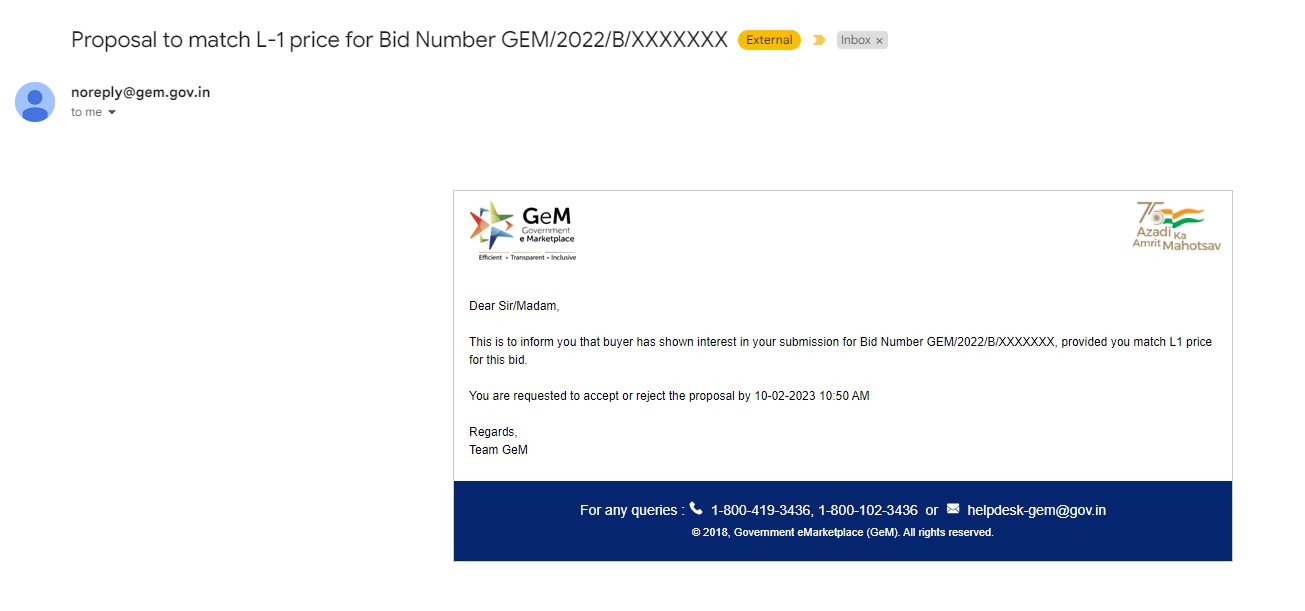 Proposal to match L-1 price for Bid Number GEM/2022/B/XXXXXXX External Inbox ×
noreply@gem.gov.in
to me
GeM
Government
e Marketplace
Efficient • Transparent • Inclusive
75
Azadi Ka
Amrit Mahotsav
Dear Sir/Madam,
This is to inform you that buyer has shown interest in your submission for Bid Number GEM/2022/B/XXXXXXX, provided you match L1 price
for this bid.
You are requested to accept or reject the proposal by 10-02-2023 10:50 AM
Regards,
Team GeM
For any queries : 1-800-419-3436, 1-800-102-3436 or helpdesk-gem@gov.in
© 2018, Government eMarketplace (GeM). All rights reserved.